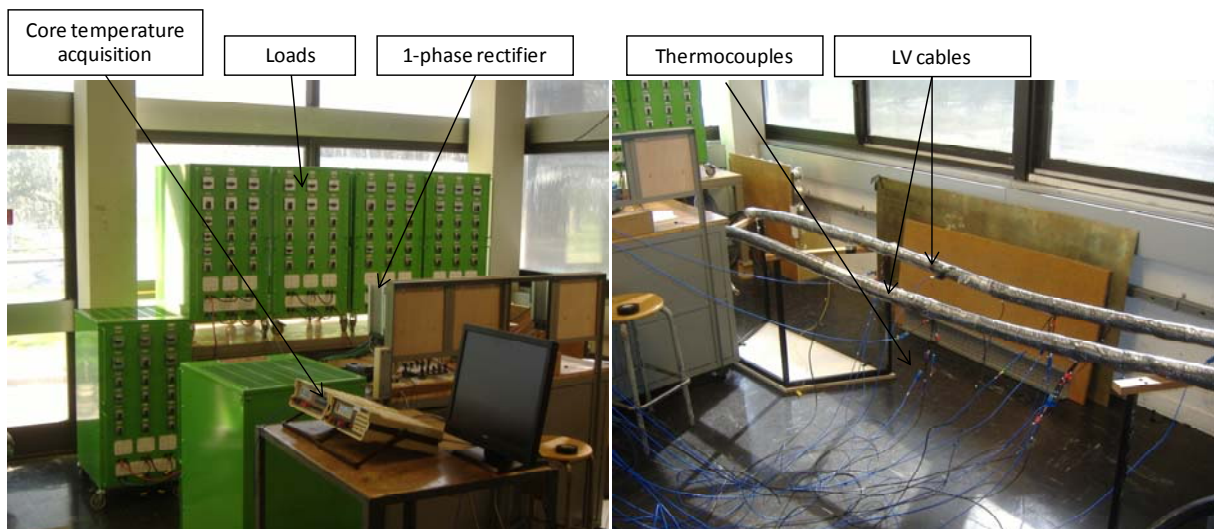 Core temperature
acquisition
Loads
1-phase rectifier
Thermocouples
LV cables